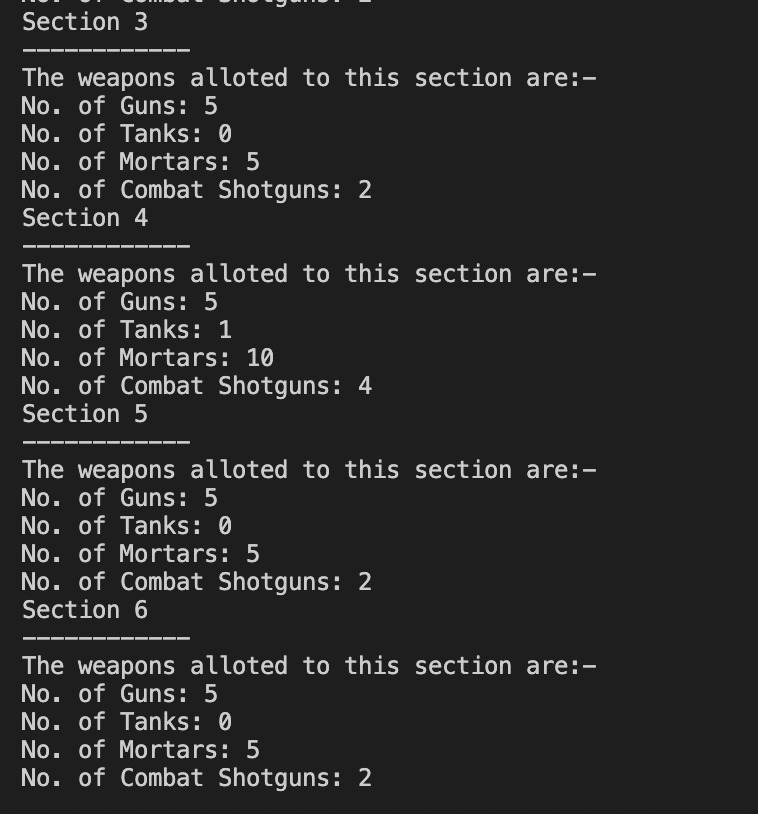 No. of Combat Shotguns: 2
Section 3
------------
The weapons alloted to this section are:-
No. of Guns: 5
No. of Tanks: 0
No. of Mortars: 5
No. of Combat Shotguns: 2
Section 4
------------
The weapons alloted to this section are:-
No. of Guns: 5
No. of Tanks: 1
No. of Mortars: 10
No. of Combat Shotguns: 4
Section 5
------------
The weapons alloted to this section are:-
No. of Guns: 5
No. of Tanks: 0
No. of Mortars: 5
No. of Combat Shotguns: 2
Section 6
------------
The weapons alloted to this section are:-
No. of Guns: 5
No. of Tanks: 0
No. of Mortars: 5
No. of Combat Shotguns: 2